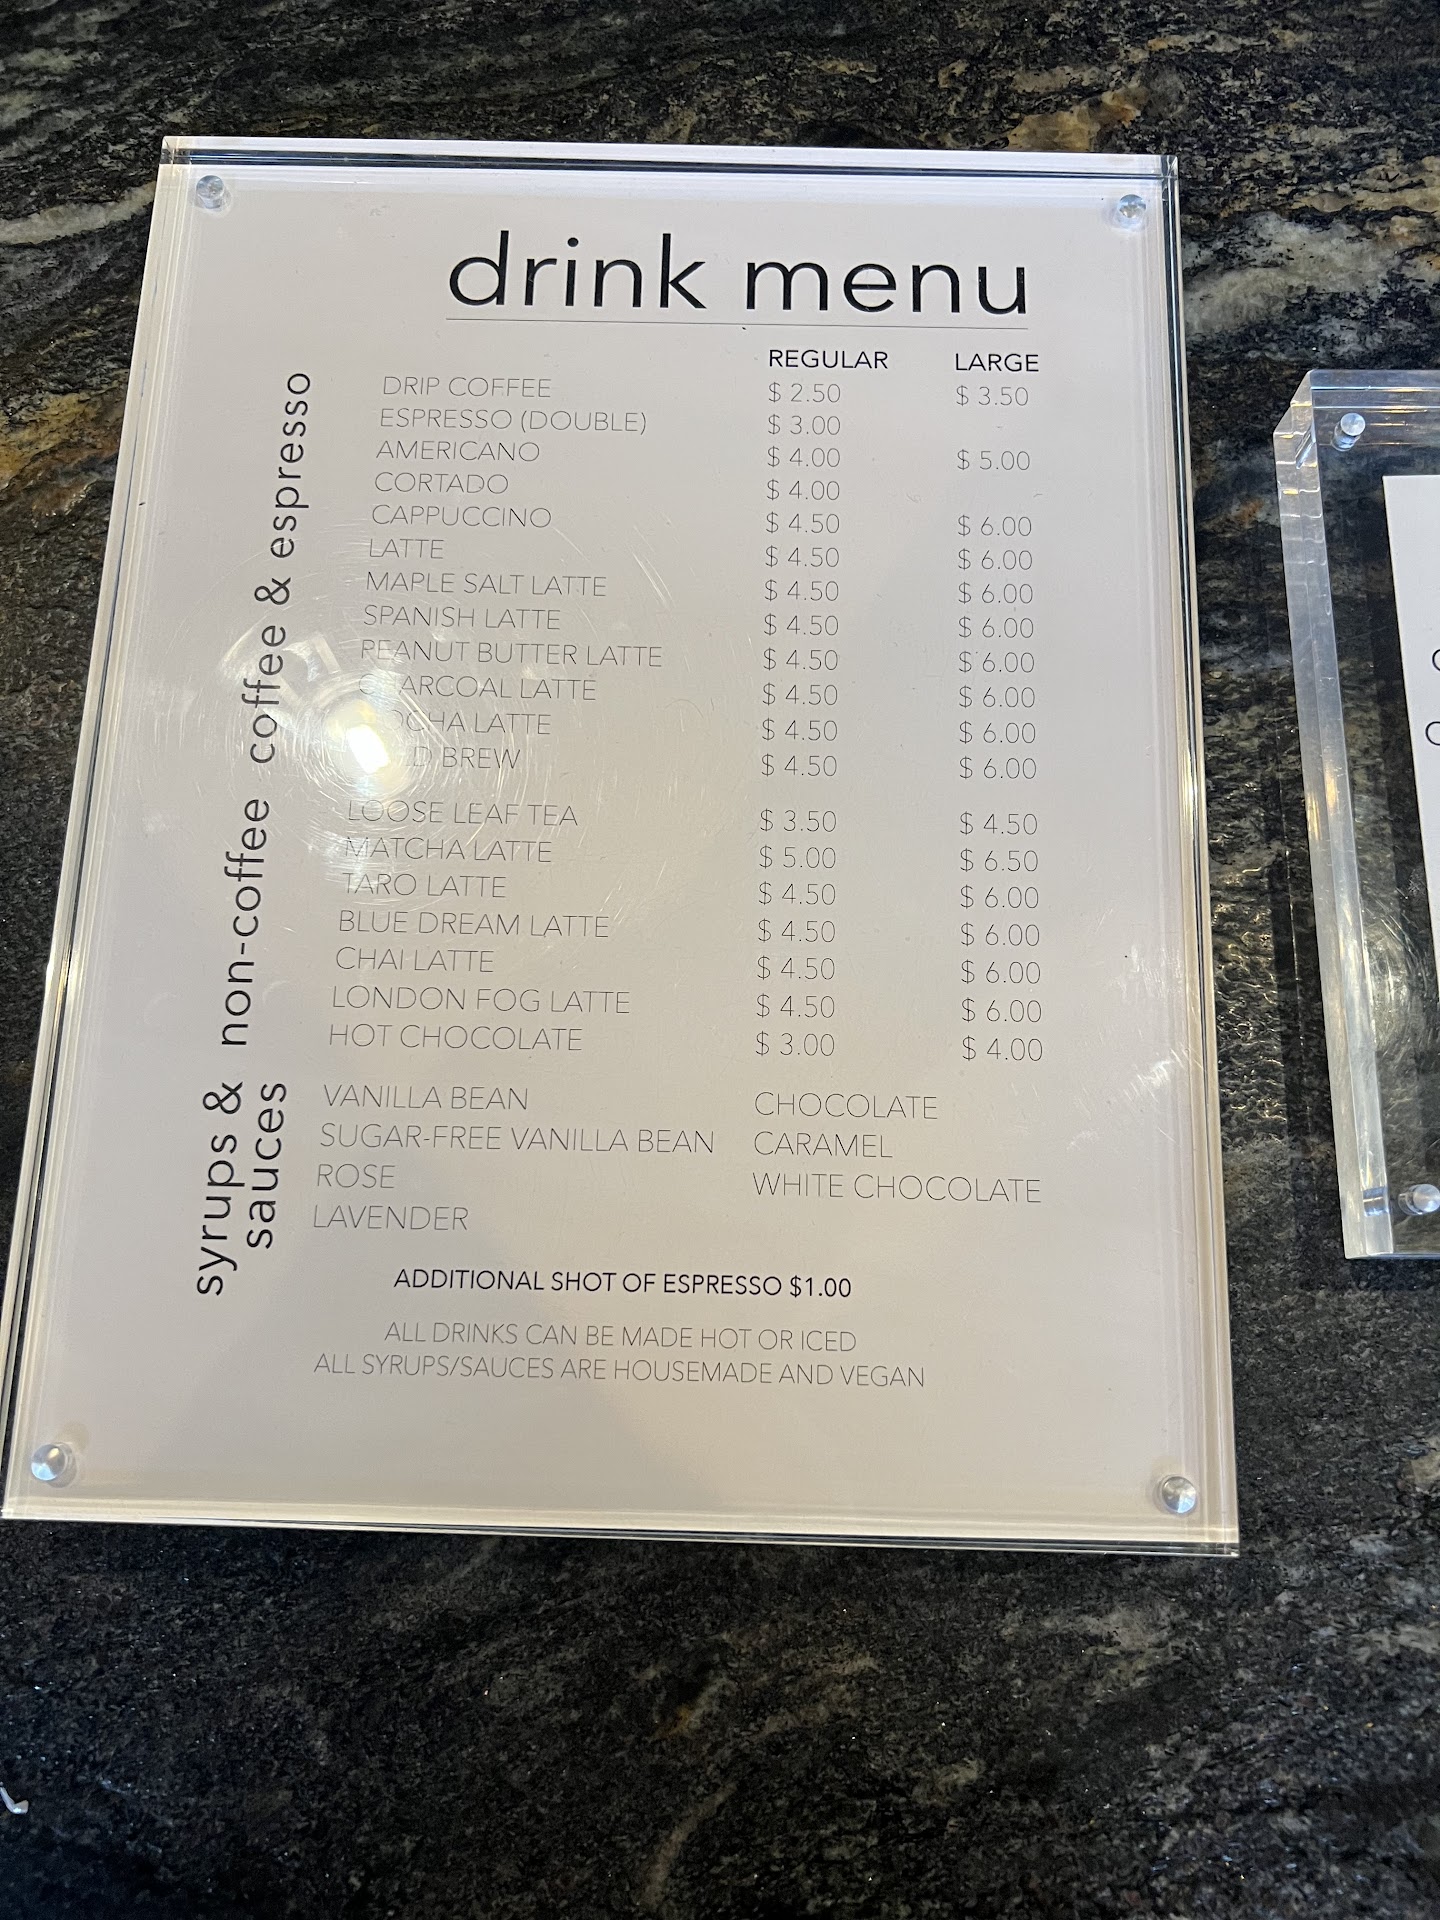 drink menu
REGULAR LARGE
coffee & espresso
DRIP COFFEE $ 2.50 $ 3.50
ESPRESSO (DOUBLE) $ 3.00
AMERICANO $ 4.00 $ 5.00
CORTADO $ 4.00
CAPPUCCINO $ 4.50 $ 6.00
LATTE $ 4.50 $ 6.00
MAPLE SALT LATTE $ 4.50 $ 6.00
SPANISH LATTE $ 4.50 $ 6.00
PEANUT BUTTER LATTE $ 4.50 $ 6.00
CHARCOAL LATTE $ 4.50 $ 6.00
MOCHA LATTE $ 4.50 $ 6.00
BREW $ 4.50 $ 6.00
non-coffee
LOOSE LEAF TEA $ 3.50 $ 4.50
MATCHA LATTE $ 5.00 $ 6.50
TARO LATTE $ 4.50 $ 6.00
BLUE DREAM LATTE $ 4.50 $ 6.00
CHAI LATTE $ 4.50 $ 6.00
LONDON FOG LATTE $ 4.50 $ 6.00
HOT CHOCOLATE $ 3.00 $ 4.00
syrups &
sauces
VANILLA BEAN CHOCOLATE
SUGAR-FREE VANILLA BEAN CARAMEL
ROSE WHITE CHOCOLATE
LAVENDER
ADDITIONAL SHOT OF ESPRESSO $1.00
ALL DRINKS CAN BE MADE HOT OR ICED
ALL SYRUPS/SAUCES ARE HOUSEMADE AND VEGAN